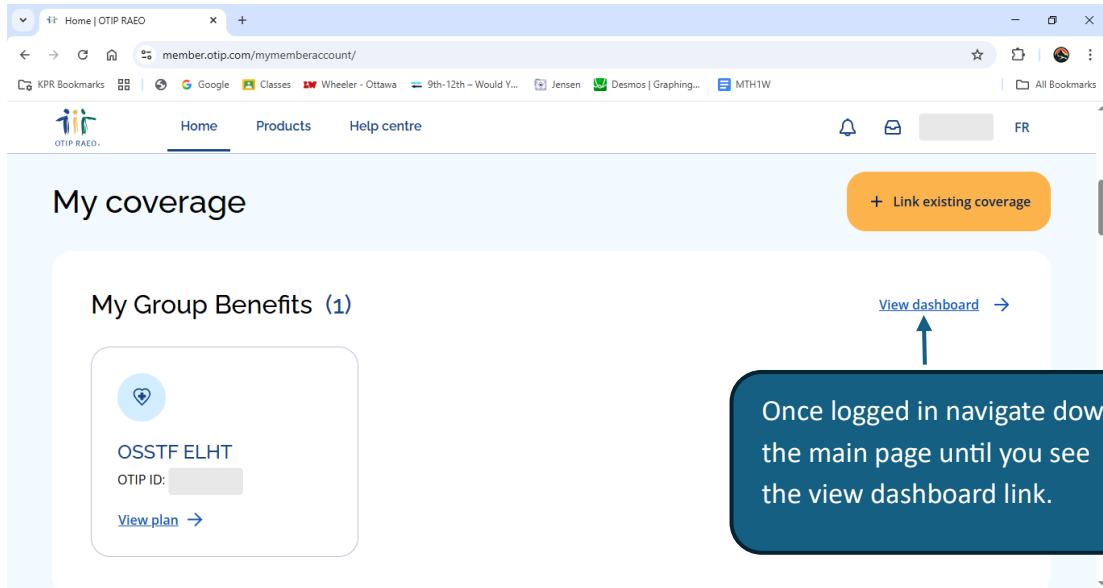 Home | OTIP RAEO
member.otip.com/mymemberaccount/
KPR Bookmarks Google Classes Wheeler - Ottawa 9th-12th – Would Y... Jensen Desmos | Graphing... MTH1W All Bookmarks
OTIP RAEO
Home Products Help centre FR
My coverage
+ Link existing coverage
My Group Benefits (1)
View dashboard →
OSSTF ELHT
OTIP ID:
View plan →
Once logged in navigate dow
the main page until you see
the view dashboard link.